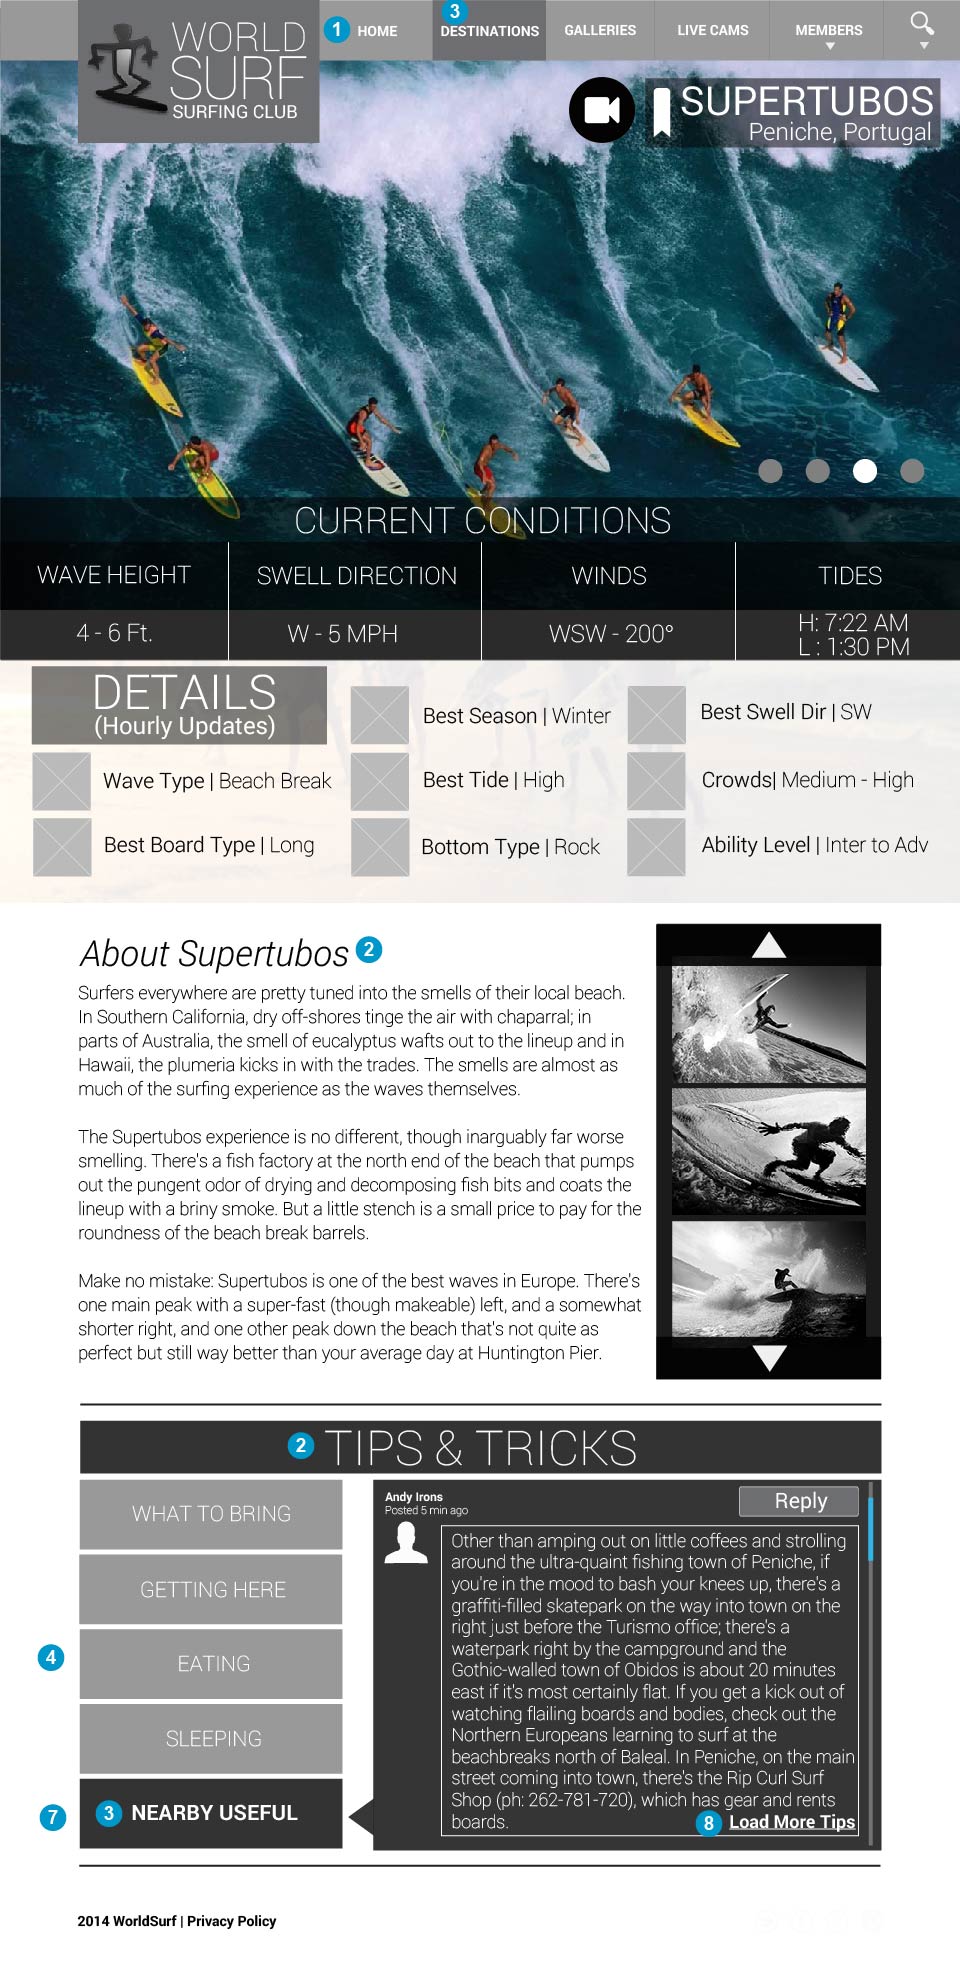 WORLD
SURF
SURFING CLUB
1 HOME
3
DESTINATIONS
GALLERIES
LIVE CAMS
MEMBERS
SUPERTUBOS
Peniche, Portugal
CURRENT CONDITIONS
WAVE HEIGHT
SWELL DIRECTION
WINDS
TIDES
4 - 6 Ft.
W - 5 MPH
WSW - 200°
H: 7:22 AM
L : 1:30 PM
DETAILS
(Hourly Updates)
Best Season | Winter
Best Swell Dir | SW
Wave Type | Beach Break
Best Tide | High
Crowds| Medium - High
Best Board Type | Long
Bottom Type | Rock
Ability Level | Inter to Adv
About Supertubos 2
Surfers everywhere are pretty tuned into the smells of their local beach.
In Southern California, dry off-shores tinge the air with chaparral; in
parts of Australia, the smell of eucalyptus wafts out to the lineup and in
Hawaii, the plumeria kicks in with the trades. The smells are almost as
much of the surfing experience as the waves themselves.
The Supertubos experience is no different, though inarguably far worse
smelling. There's a fish factory at the north end of the beach that pumps
out the pungent odor of drying and decomposing fish bits and coats the
lineup with a briny smoke. But a little stench is a small price to pay for the
roundness of the beach break barrels.
Make no mistake: Supertubos is one of the best waves in Europe. There's
one main peak with a super-fast (though makeable) left, and a somewhat
shorter right, and one other peak down the beach that's not quite as
perfect but still way better than your average day at Huntington Pier.
2 TIPS & TRICKS
WHAT TO BRING
GETTING HERE
4 EATING
SLEEPING
7 3 NEARBY USEFUL
Andy Irons
Posted 5 min ago
Reply
Other than amping out on little coffees and strolling
around the ultra-quaint fishing town of Peniche, if
you're in the mood to bash your knees up, there's a
graffiti-filled skatepark on the way into town on the
right just before the Turismo office; there's a
waterpark right by the campground and the
Gothic-walled town of Obidos is about 20 minutes
east if it's most certainly flat. If you get a kick out of
watching flailing boards and bodies, check out the
Northern Europeans learning to surf at the
beachbreaks north of Baleal. In Peniche, on the main
street coming into town, there's the Rip Curl Surf
Shop (ph: 262-781-720), which has gear and rents
boards.
8 Load More Tips
2014 WorldSurf | Privacy Policy